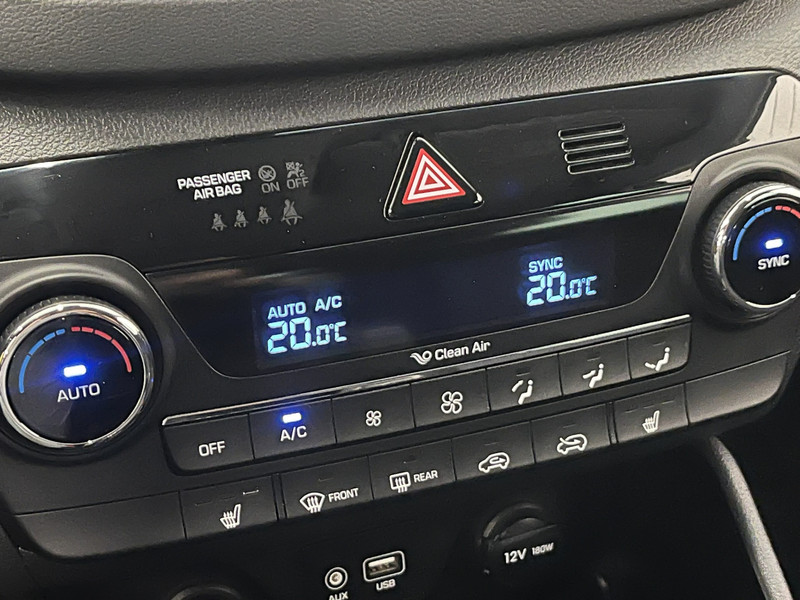 PASSENGER
AIR BAG
ON
OFF
2
SYNC
AUTO A/C
20.0°C
20.0°C
SYNC
Clean Air
AUTO
OFF
A/C
FRONT
REAR
12V 180W
AUX
USB